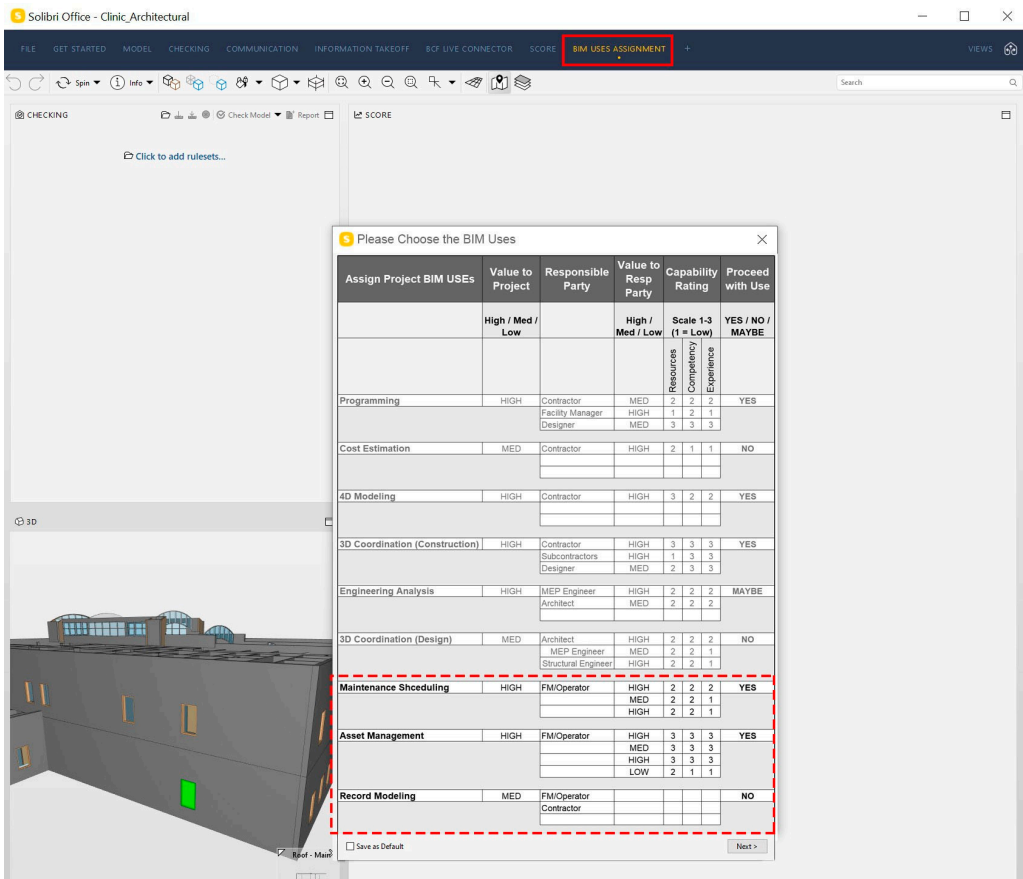 S Solibri Office - Clinic_Architectural
FILE GET STARTED MODEL CHECKING COMMUNICATION INFORMATION TAKEOFF BCF LIVE CONNECTOR SCORE BIM USES ASSIGNMENT + VIEWS
Spin Info Search
CHECKING Check Model Report SCORE
Click to add rulesets...
S Please Choose the BIM Uses
Assign Project BIM USEs Value to Project Responsible Party Value to Resp Party Capability Rating Proceed with Use
High / Med / Low High / Med / Low Scale 1-3 (1 = Low) YES / NO / MAYBE
Resources Competency Experience
Programming HIGH Contractor MED 2 2 2 YES
Facility Manager HIGH 1 2 1
Designer MED 3 3 3
Cost Estimation MED Contractor HIGH 2 1 1 NO
4D Modeling HIGH Contractor HIGH 3 2 2 YES
3D
3D Coordination (Construction) HIGH Contractor HIGH 3 3 3 YES
Subcontractors HIGH 1 3 3
Designer MED 2 3 3
Engineering Analysis HIGH MEP Engineer HIGH 2 2 2 MAYBE
Architect MED 2 2 2
3D Coordination (Design) MED Architect HIGH 2 2 2 NO
MEP Engineer MED 2 2 1
Structural Engineer HIGH 2 2 1
Maintenance Shceduling HIGH FM/Operator HIGH 2 2 2 YES
MED 2 2 1
HIGH 2 2 1
Asset Management HIGH FM/Operator HIGH 3 3 3 YES
MED 3 3 3
HIGH 3 3 3
LOW 2 1 1
Record Modeling MED FM/Operator NO
Contractor
Save as Default Next >
Roof - Main